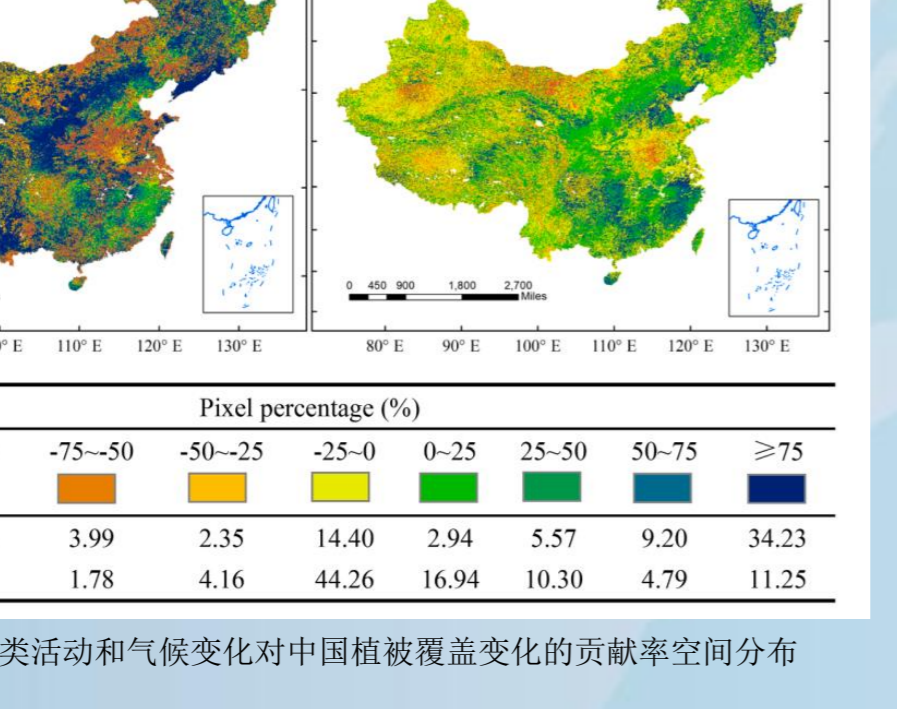 0 450 900 1,800 2,700
Miles
° E 110° E 120° E 130° E 80° E 90° E 100° E 110° E 120° E 130° E
Pixel percentage (%)
-75~-50 -50~-25 -25~0 0~25 25~50 50~75 ≥75
3.99 2.35 14.40 2.94 5.57 9.20 34.23
1.78 4.16 44.26 16.94 10.30 4.79 11.25
类活动和气候变化对中国植被覆盖变化的贡献率空间分布